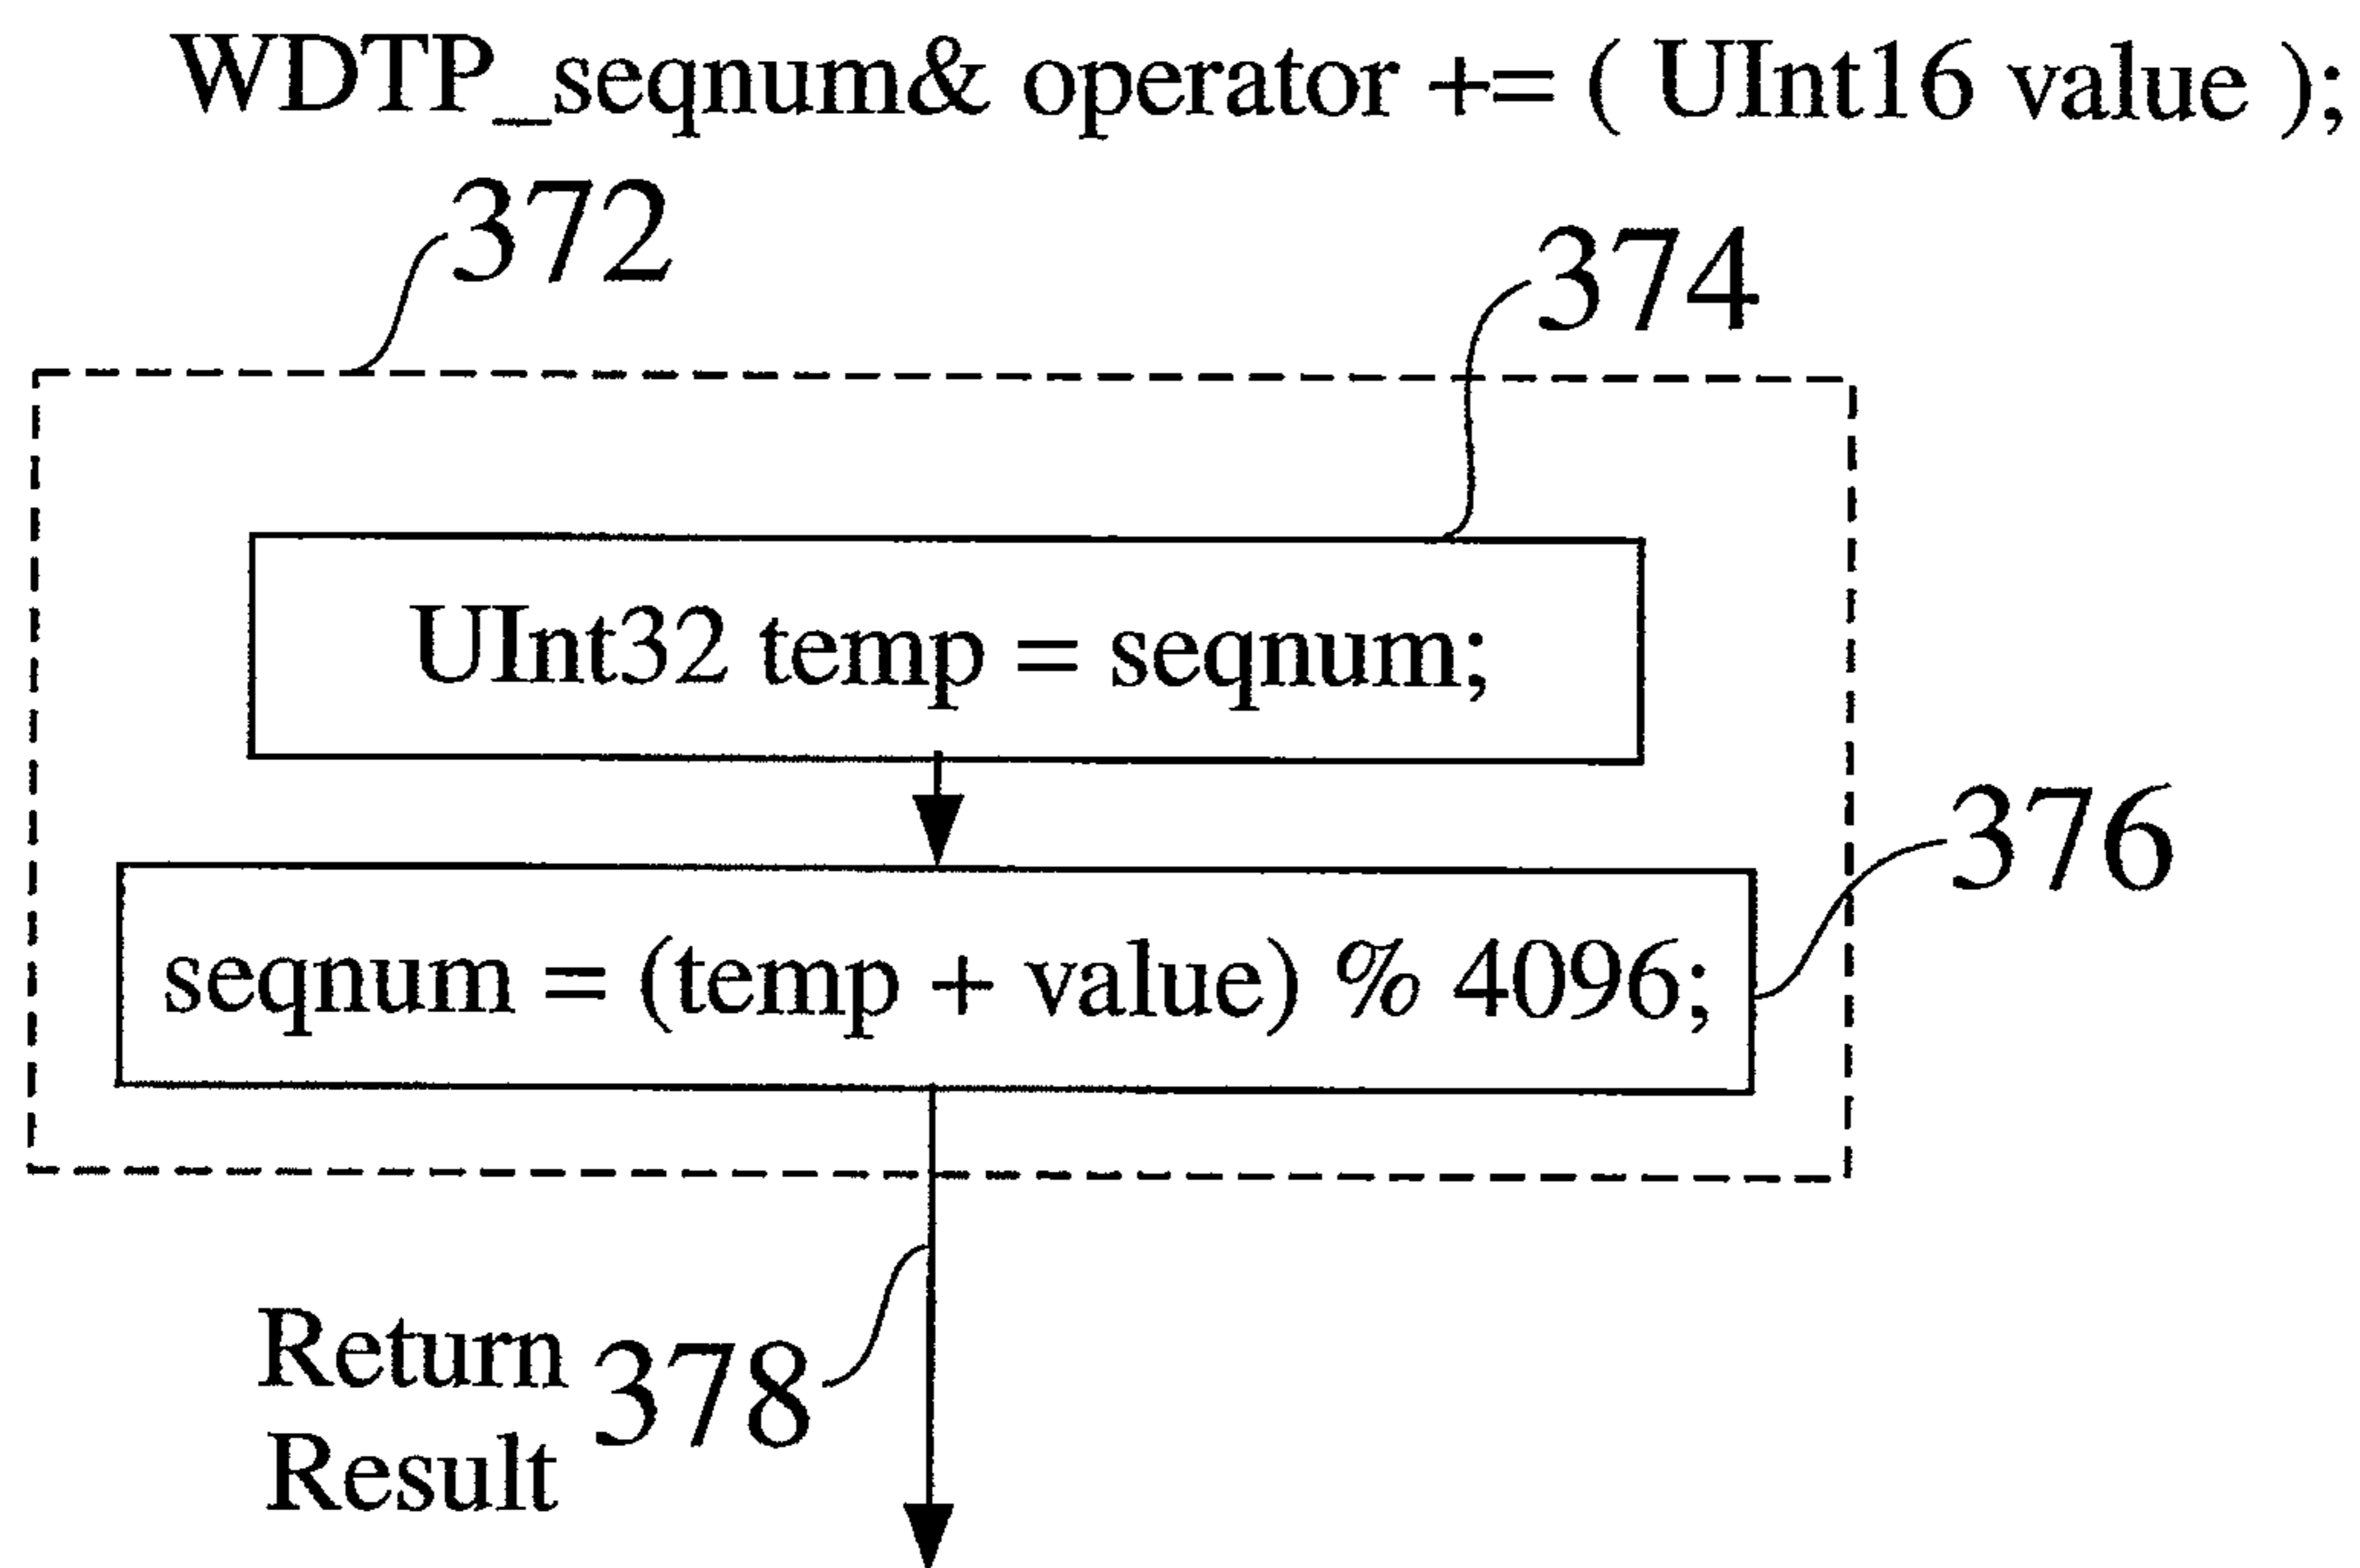 WDTP_seqnum& operator += ( UInt16 value );
372
374
UInt32 temp = seqnum;
376
seqnum = (temp + value) % 4096;
Return
378
Result